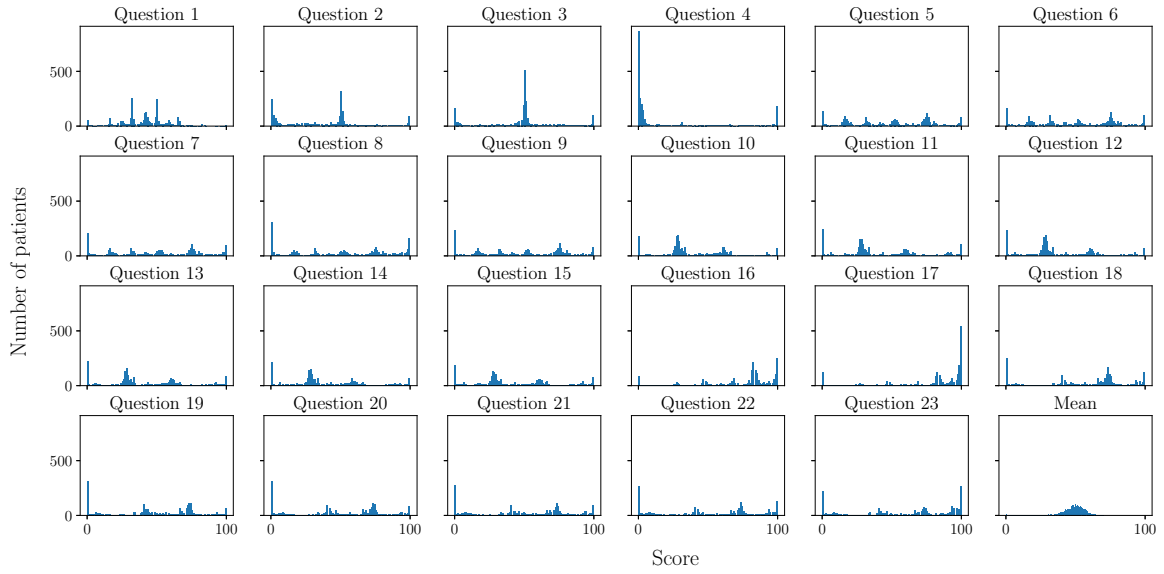 Question 1 Question 2 Question 3 Question 4 Question 5 Question 6
500
0
Question 7 Question 8 Question 9 Question 10 Question 11 Question 12
500
0
Question 13 Question 14 Question 15 Question 16 Question 17 Question 18
500
0
Question 19 Question 20 Question 21 Question 22 Question 23 Mean
500
0
0 100 0 100 0 100 0 100 0 100 0 100
Number of patients
Score